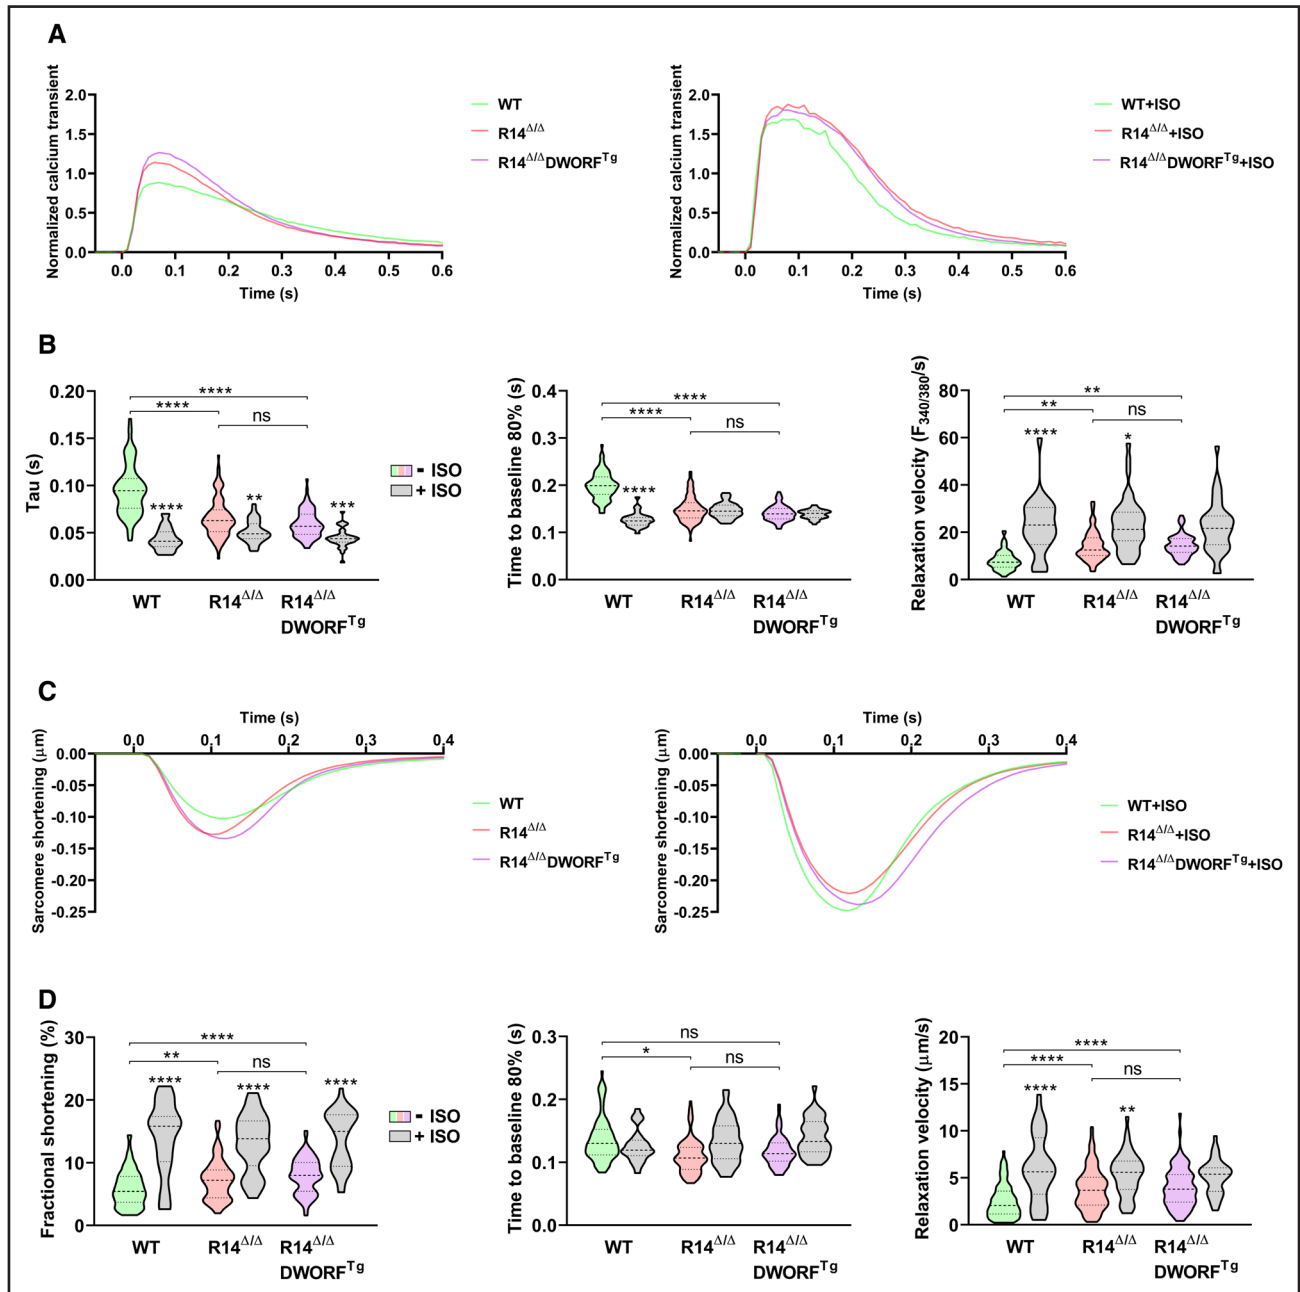 A
Normalized calcium transient
2.0
1.5
1.0
0.5
0.0
0.0 0.1 0.2 0.3 0.4 0.5 0.6
Time (s)
WT
R14Δ/Δ
R14Δ/ΔDWORFTg
Normalized calcium transient
2.0
1.5
1.0
0.5
0.0
0.0 0.1 0.2 0.3 0.4 0.5 0.6
Time (s)
WT+ISO
R14Δ/Δ+ISO
R14Δ/ΔDWORFTg+ISO
B
Tau (s)
0.20
0.15
0.10
0.05
0.00
****
****
ns
****
**
***
WT R14Δ/Δ R14Δ/Δ
DWORFTg
- ISO
+ ISO
Time to baseline 80% (s)
0.4
0.3
0.2
0.1
0.0
****
****
ns
****
WT R14Δ/Δ R14Δ/Δ
DWORFTg
Relaxation velocity (F340/380/s)
80
60
40
20
0
**
**
ns
****
*
WT R14Δ/Δ R14Δ/Δ
DWORFTg
C
Time (s)
0.0 0.1 0.2 0.3 0.4
Sarcomere shortening (μm)
0.00
-0.05
-0.10
-0.15
-0.20
-0.25
WT
R14Δ/Δ
R14Δ/ΔDWORFTg
Time (s)
0.0 0.1 0.2 0.3 0.4
Sarcomere shortening (μm)
0.00
-0.05
-0.10
-0.15
-0.20
-0.25
WT+ISO
R14Δ/Δ+ISO
R14Δ/ΔDWORFTg+ISO
D
Fractional shortening (%)
30
20
10
0
****
**
ns
****
****
****
WT R14Δ/Δ R14Δ/Δ
DWORFTg
- ISO
+ ISO
Time to baseline 80% (s)
0.3
0.2
0.1
0.0
ns
*
ns
WT R14Δ/Δ R14Δ/Δ
DWORFTg
Relaxation velocity (μm/s)
20
15
10
5
0
****
****
ns
****
**
WT R14Δ/Δ R14Δ/Δ
DWORFTg